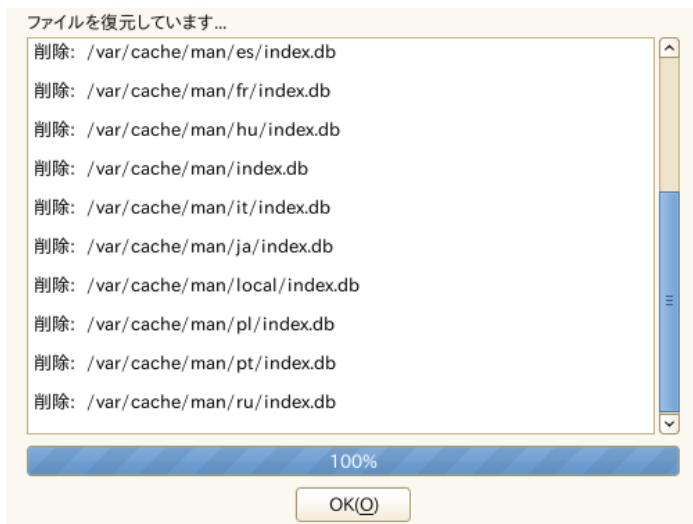 ファイルを復元しています...
削除: /var/cache/man/es/index.db
削除: /var/cache/man/fr/index.db
削除: /var/cache/man/hu/index.db
削除: /var/cache/man/index.db
削除: /var/cache/man/it/index.db
削除: /var/cache/man/ja/index.db
削除: /var/cache/man/local/index.db
削除: /var/cache/man/pl/index.db
削除: /var/cache/man/pt/index.db
削除: /var/cache/man/ru/index.db
100%
OK(O)